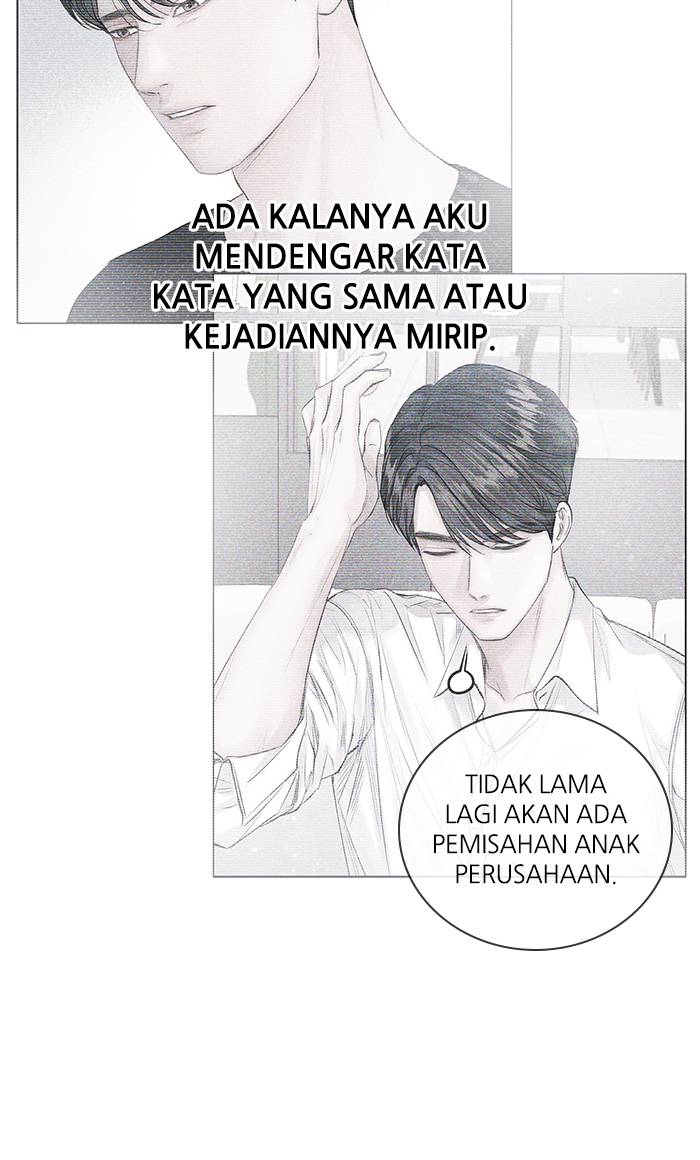 ADA KALANYA AKU
MENDENGAR KATA
KATA YANG SAMA ATAU
KEJADIANNYA MIRIP.
TIDAK LAMA
LAGI AKAN ADA
PEMISAHAN ANAK
PERUSAHAAN.